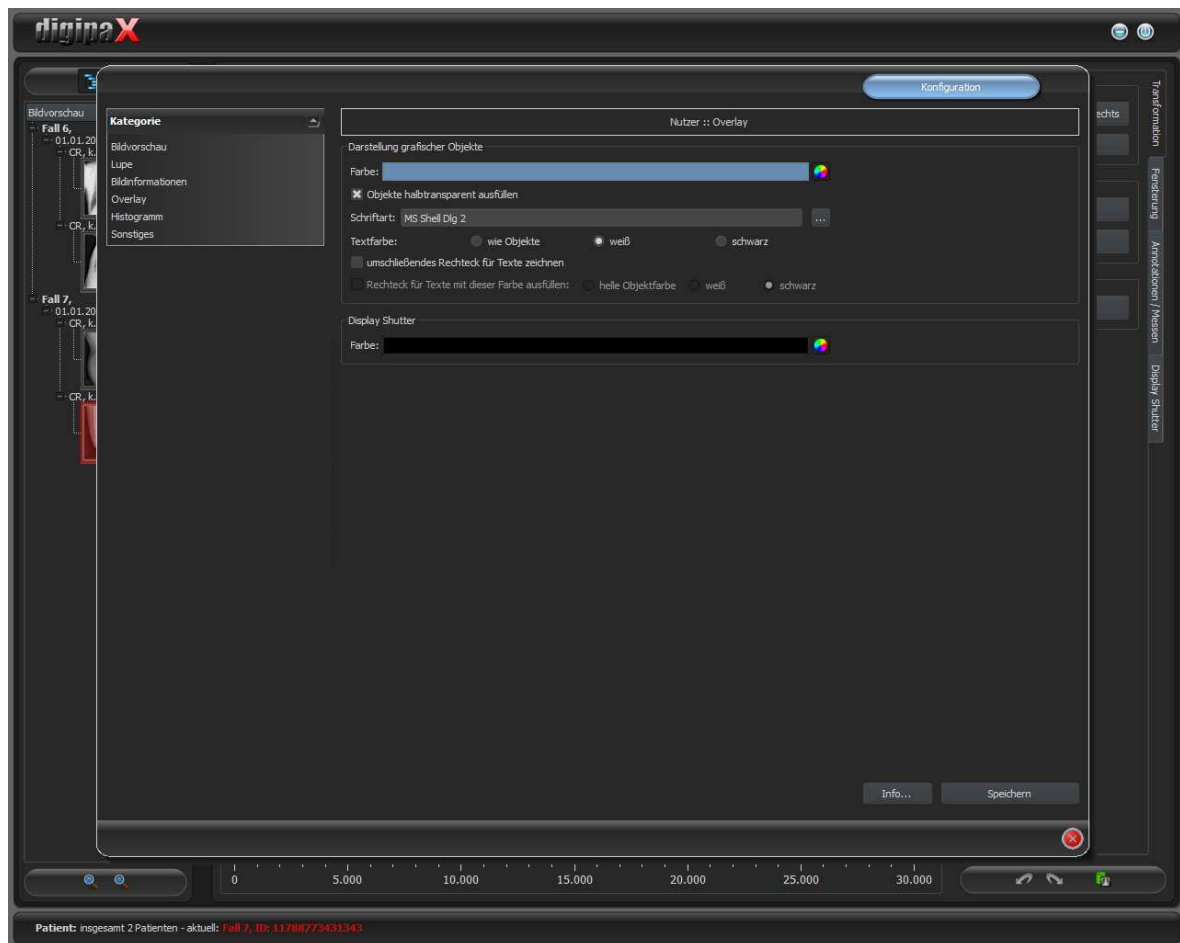 digipaX
Konfiguration
Bildvorschau
Fall 6,
01.01.20
CR, k.
CR, k.
Fall 7,
01.01.20
CR, k.
CR, k.
Kategorie
Bildvorschau
Lupe
Bildinformationen
Overlay
Histogramm
Sonstiges
Nutzer :: Overlay
Darstellung grafischer Objekte
Farbe:
Objekte halbtransparent ausfüllen
Schriftart: MS Shell Dlg 2 ...
Textfarbe: wie Objekte weiß schwarz
umschließendes Rechteck für Texte zeichnen
Rechteck für Texte mit dieser Farbe ausfüllen: helle Objektfarbe weiß schwarz
Display Shutter
Farbe:
Info... Speichern
echts
Transformation
Fensterung
Annotationen / Messen
Display Shutter
0 5.000 10.000 15.000 20.000 25.000 30.000
Patient: insgesamt 2 Patienten - aktuell: Fall 7, ID: 11788773431343